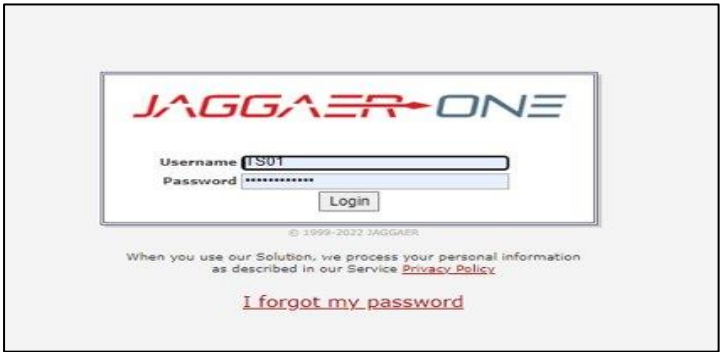 JAGGAER ONE
Username TS01
Password ••••••••••••
Login
© 1999-2022 JAGGAER
When you use our Solution, we process your personal information
as described in our Service Privacy Policy
I forgot my password